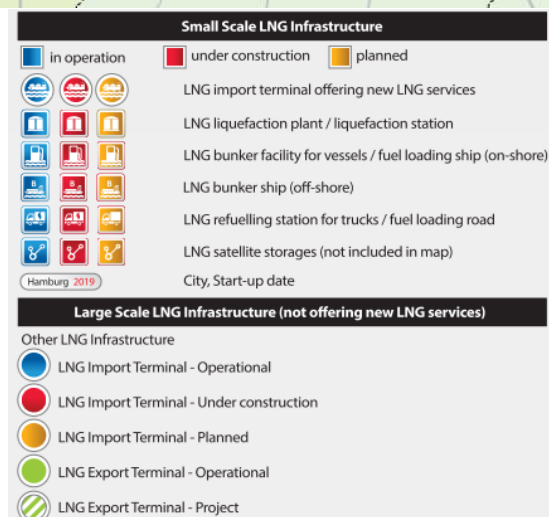 Small Scale LNG Infrastructure
in operation under construction planned
LNG import terminal offering new LNG services
LNG liquefaction plant / liquefaction station
LNG bunker facility for vessels / fuel loading ship (on-shore)
B B B LNG bunker ship (off-shore)
LNG refuelling station for trucks / fuel loading road
LNG satellite storages (not included in map)
Hamburg 2019 City, Start-up date
Large Scale LNG Infrastructure (not offering new LNG services)
Other LNG Infrastructure
LNG Import Terminal - Operational
LNG Import Terminal - Under construction
LNG Import Terminal - Planned
LNG Export Terminal - Operational
LNG Export Terminal - Project